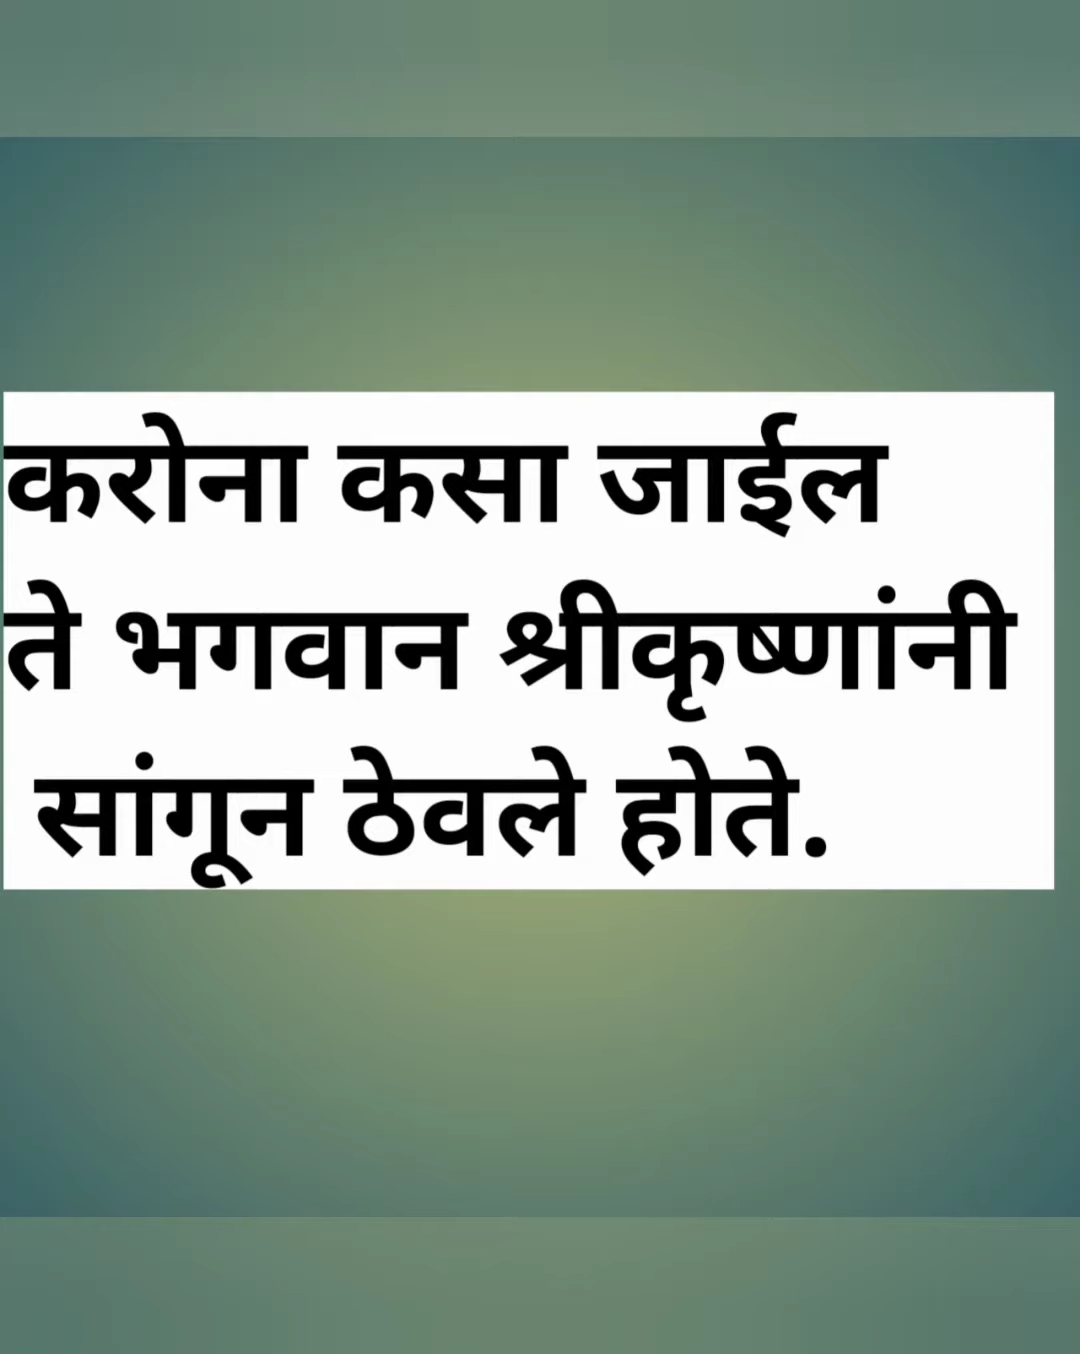 करोना कसा जाईल
ते भगवान श्रीकृष्णांनी
सांगून ठेवले होते.